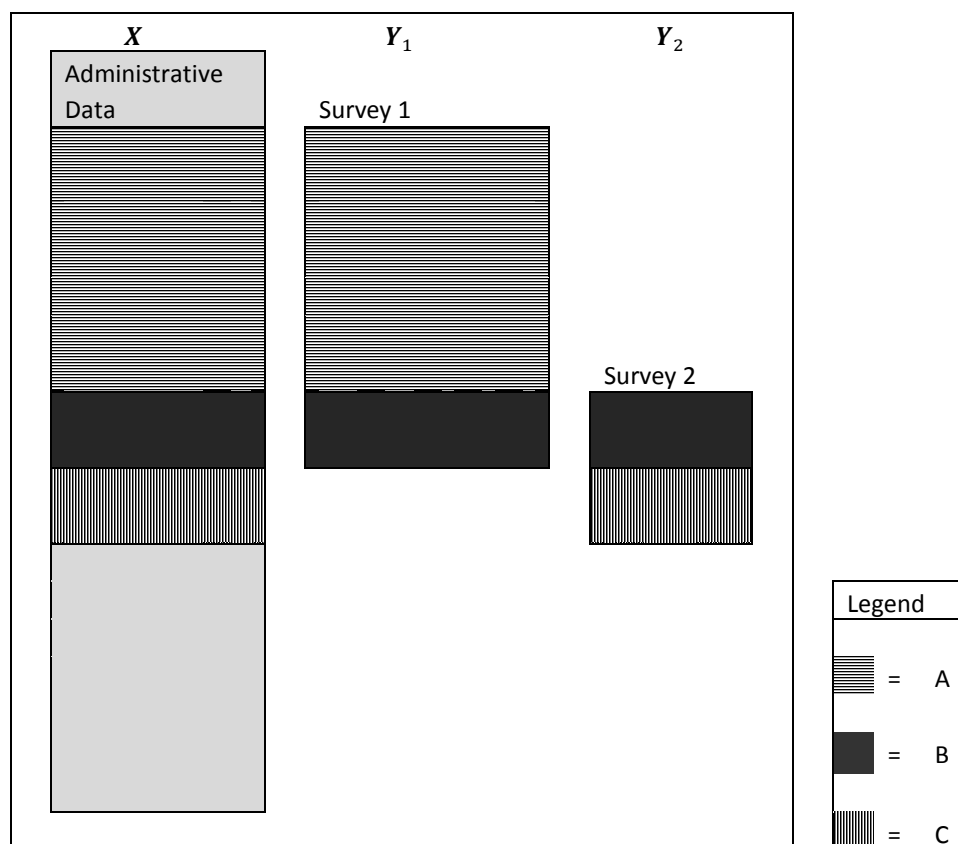 X Y₁ Y₂
Administrative
Data
Survey 1
Survey 2
Legend
= A
= B
= C